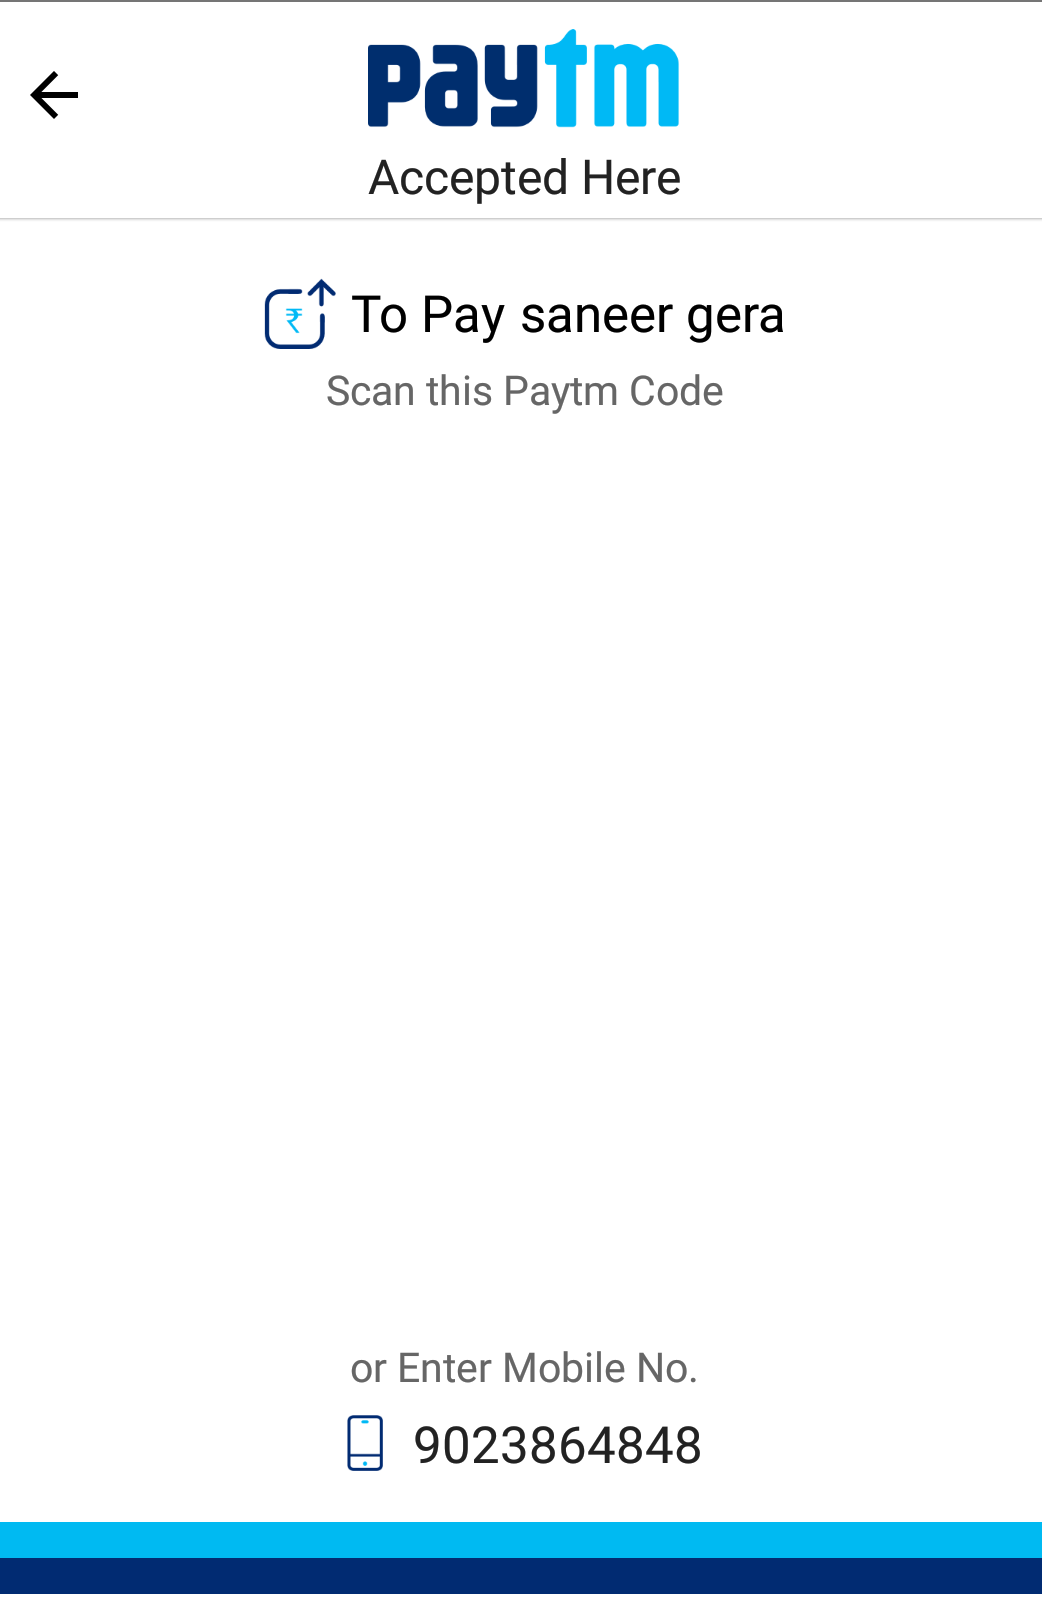 paytm
Accepted Here
₹ To Pay saneer gera
Scan this Paytm Code
or Enter Mobile No.
9023864848